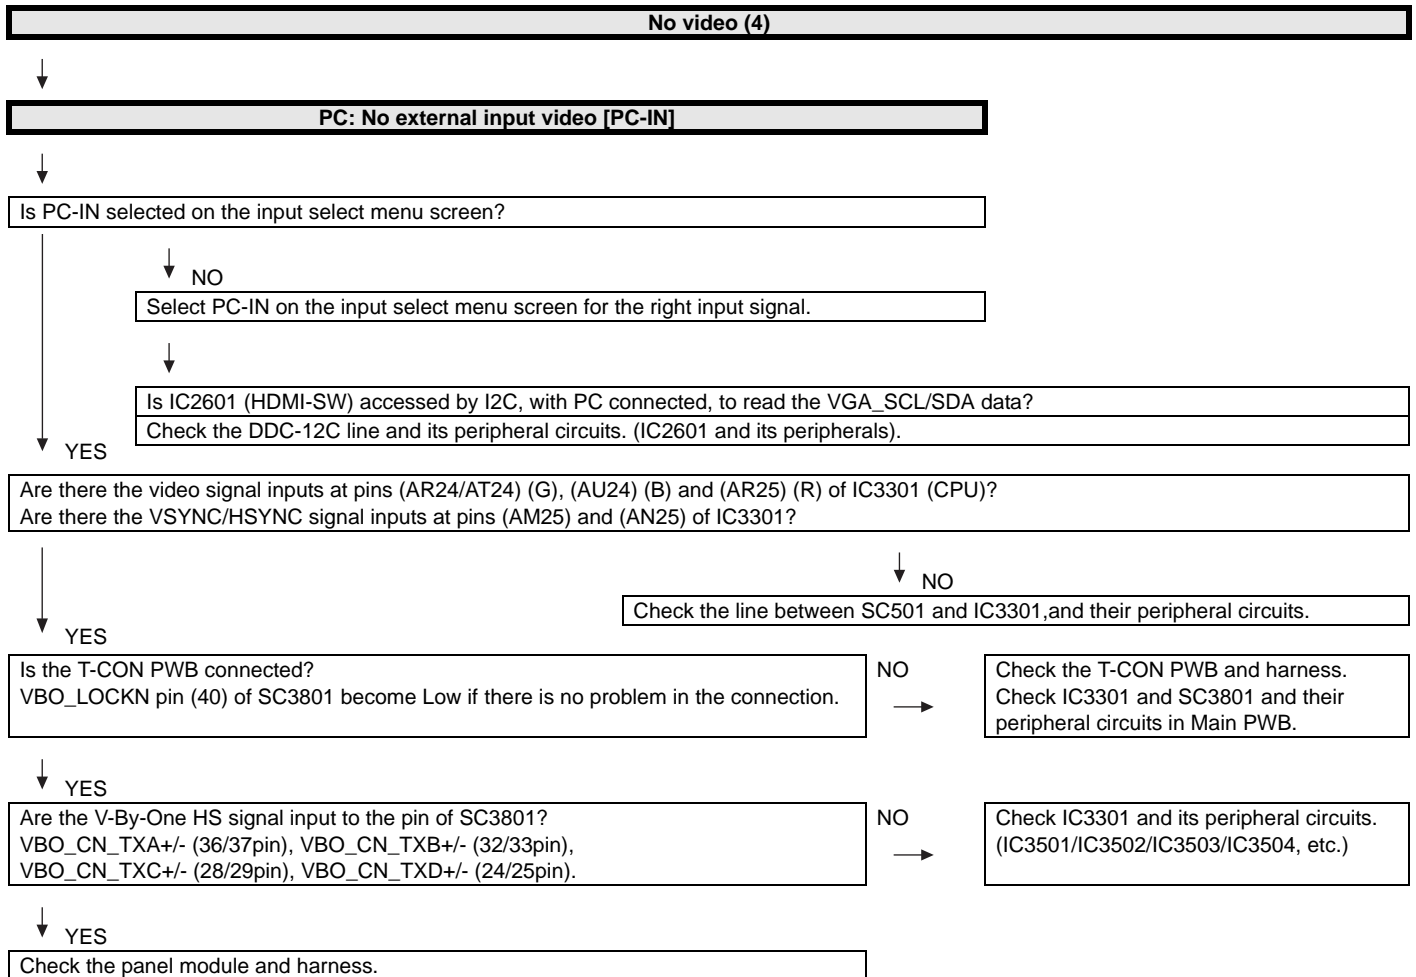 No video (4)
PC: No external input video [PC-IN]
Is PC-IN selected on the input select menu screen?
NO
Select PC-IN on the input select menu screen for the right input signal.
Is IC2601 (HDMI-SW) accessed by I2C, with PC connected, to read the VGA_SCL/SDA data?
Check the DDC-12C line and its peripheral circuits. (IC2601 and its peripherals).
YES
Are there the video signal inputs at pins (AR24/AT24) (G), (AU24) (B) and (AR25) (R) of IC3301 (CPU)?
Are there the VSYNC/HSYNC signal inputs at pins (AM25) and (AN25) of IC3301?
NO
Check the line between SC501 and IC3301,and their peripheral circuits.
YES
Is the T-CON PWB connected?
VBO_LOCKN pin (40) of SC3801 become Low if there is no problem in the connection.
NO
Check the T-CON PWB and harness.
Check IC3301 and SC3801 and their
peripheral circuits in Main PWB.
YES
Are the V-By-One HS signal input to the pin of SC3801?
VBO_CN_TXA+/- (36/37pin), VBO_CN_TXB+/- (32/33pin),
VBO_CN_TXC+/- (28/29pin), VBO_CN_TXD+/- (24/25pin).
NO
Check IC3301 and its peripheral circuits.
(IC3501/IC3502/IC3503/IC3504, etc.)
YES
Check the panel module and harness.